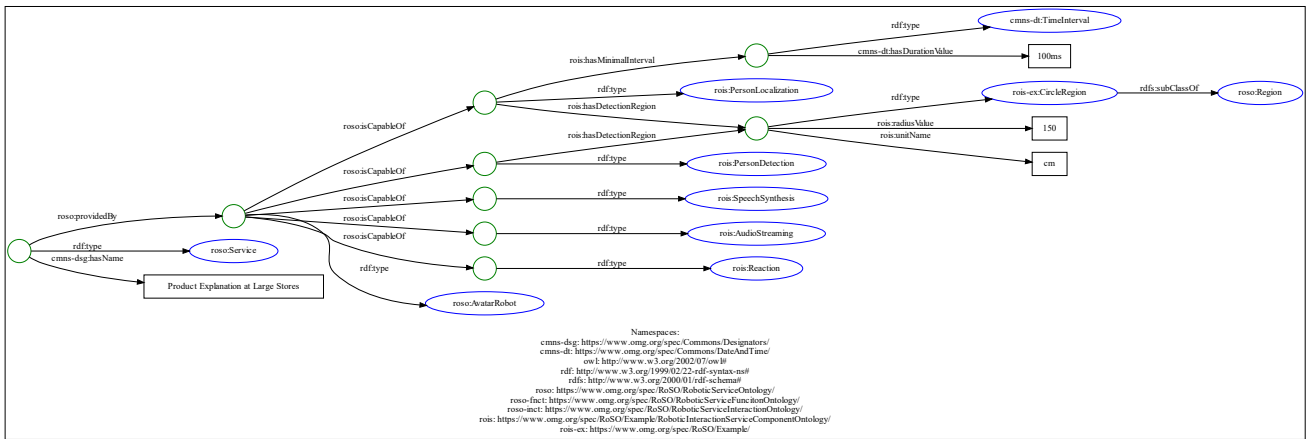 cmns-dt:TimeInterval
rdf:type
cmns-dt:hasDurationValue
100ms
rois:hasMinimalInterval
rdf:type
rois:PersonLocalization
rdf:type
rois-ex:CircleRegion
rdfs:subClassOf
roso:Region
rois:hasDetectionRegion
roso:isCapableOf
rois:radiusValue
150
rois:hasDetectionRegion
rois:unitName
rdf:type
rois:PersonDetection
cm
roso:isCapableOf
roso:isCapableOf
rdf:type
rois:SpeechSynthesis
roso:providedBy
roso:isCapableOf
rdf:type
rois:AudioStreaming
roso:isCapableOf
rdf:type
roso:Service
cmns-dsg:hasName
rdf:type
rois:Reaction
rdf:type
Product Explanation at Large Stores
roso:AvatarRobot
Namespaces:
cmns-dsg: https://www.omg.org/spec/Commons/Designators/
cmns-dt: https://www.omg.org/spec/Commons/DateAndTime/
owl: http://www.w3.org/2002/07/owl#
rdf: http://www.w3.org/1999/02/22-rdf-syntax-ns#
rdfs: http://www.w3.org/2000/01/rdf-schema#
roso: https://www.omg.org/spec/RoSO/RoboticServiceOntology/
roso-fnct: https://www.omg.org/spec/RoSO/RoboticServiceFuncitonOntology/
roso-inct: https://www.omg.org/spec/RoSO/RoboticServiceInteractionOntology/
rois: https://www.omg.org/spec/RoSO/Example/RoboticInteractionServiceComponentOntology/
rois-ex: https://www.omg.org/spec/RoSO/Example/